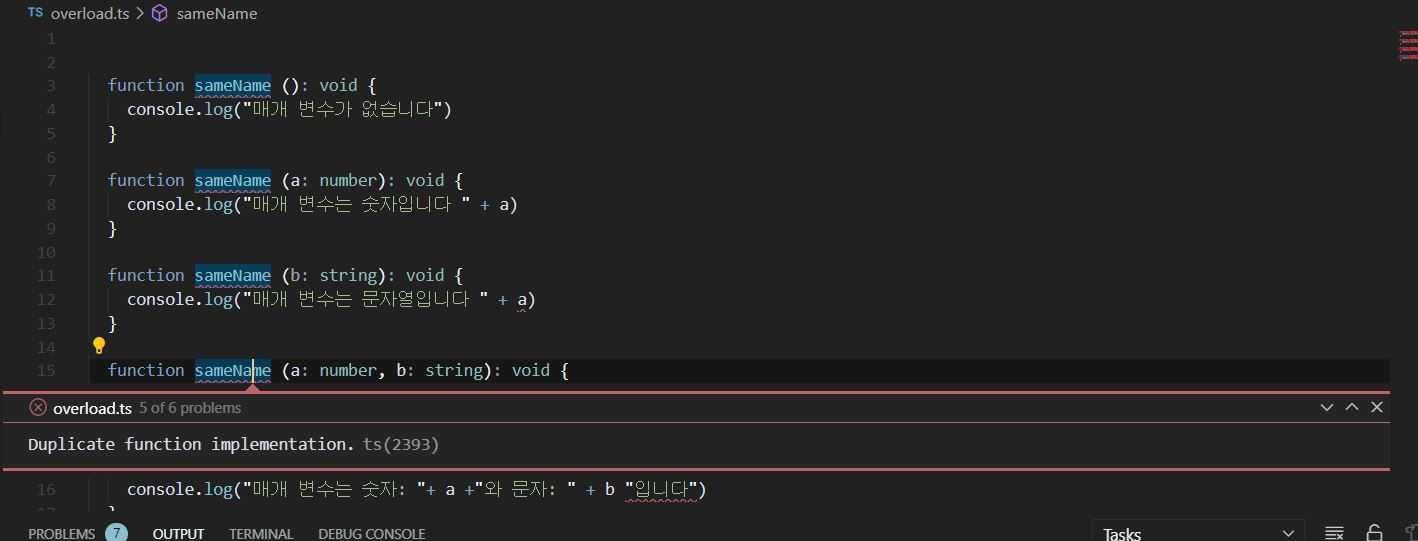 TS overload.ts > sameName
1
2
3 function sameName (): void {
4 console.log("매개 변수가 없습니다")
5 }
6
7 function sameName (a: number): void {
8 console.log("매개 변수는 숫자입니다 " + a)
9 }
10
11 function sameName (b: string): void {
12 console.log("매개 변수는 문자열입니다 " + a)
13 }
14
15 function sameName (a: number, b: string): void {
overload.ts 5 of 6 problems
Duplicate function implementation. ts(2393)
16 console.log("매개 변수는 숫자: "+ a +"와 문자: " + b "입니다")
17 }
PROBLEMS 7 OUTPUT TERMINAL DEBUG CONSOLE Tasks